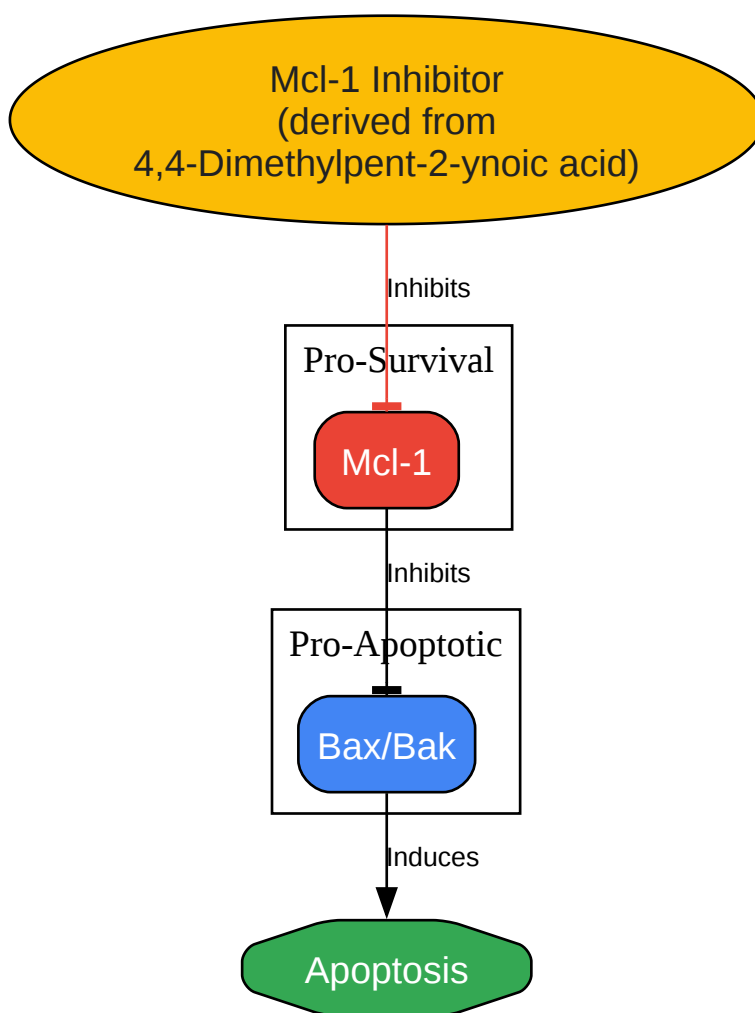 Mcl-1 Inhibitor
(derived from
4,4-Dimethylpent-2-ynoic acid)
Inhibits
Pro-Survival
Mcl-1
Inhibits
Pro-Apoptotic
Bax/Bak
Induces
Apoptosis